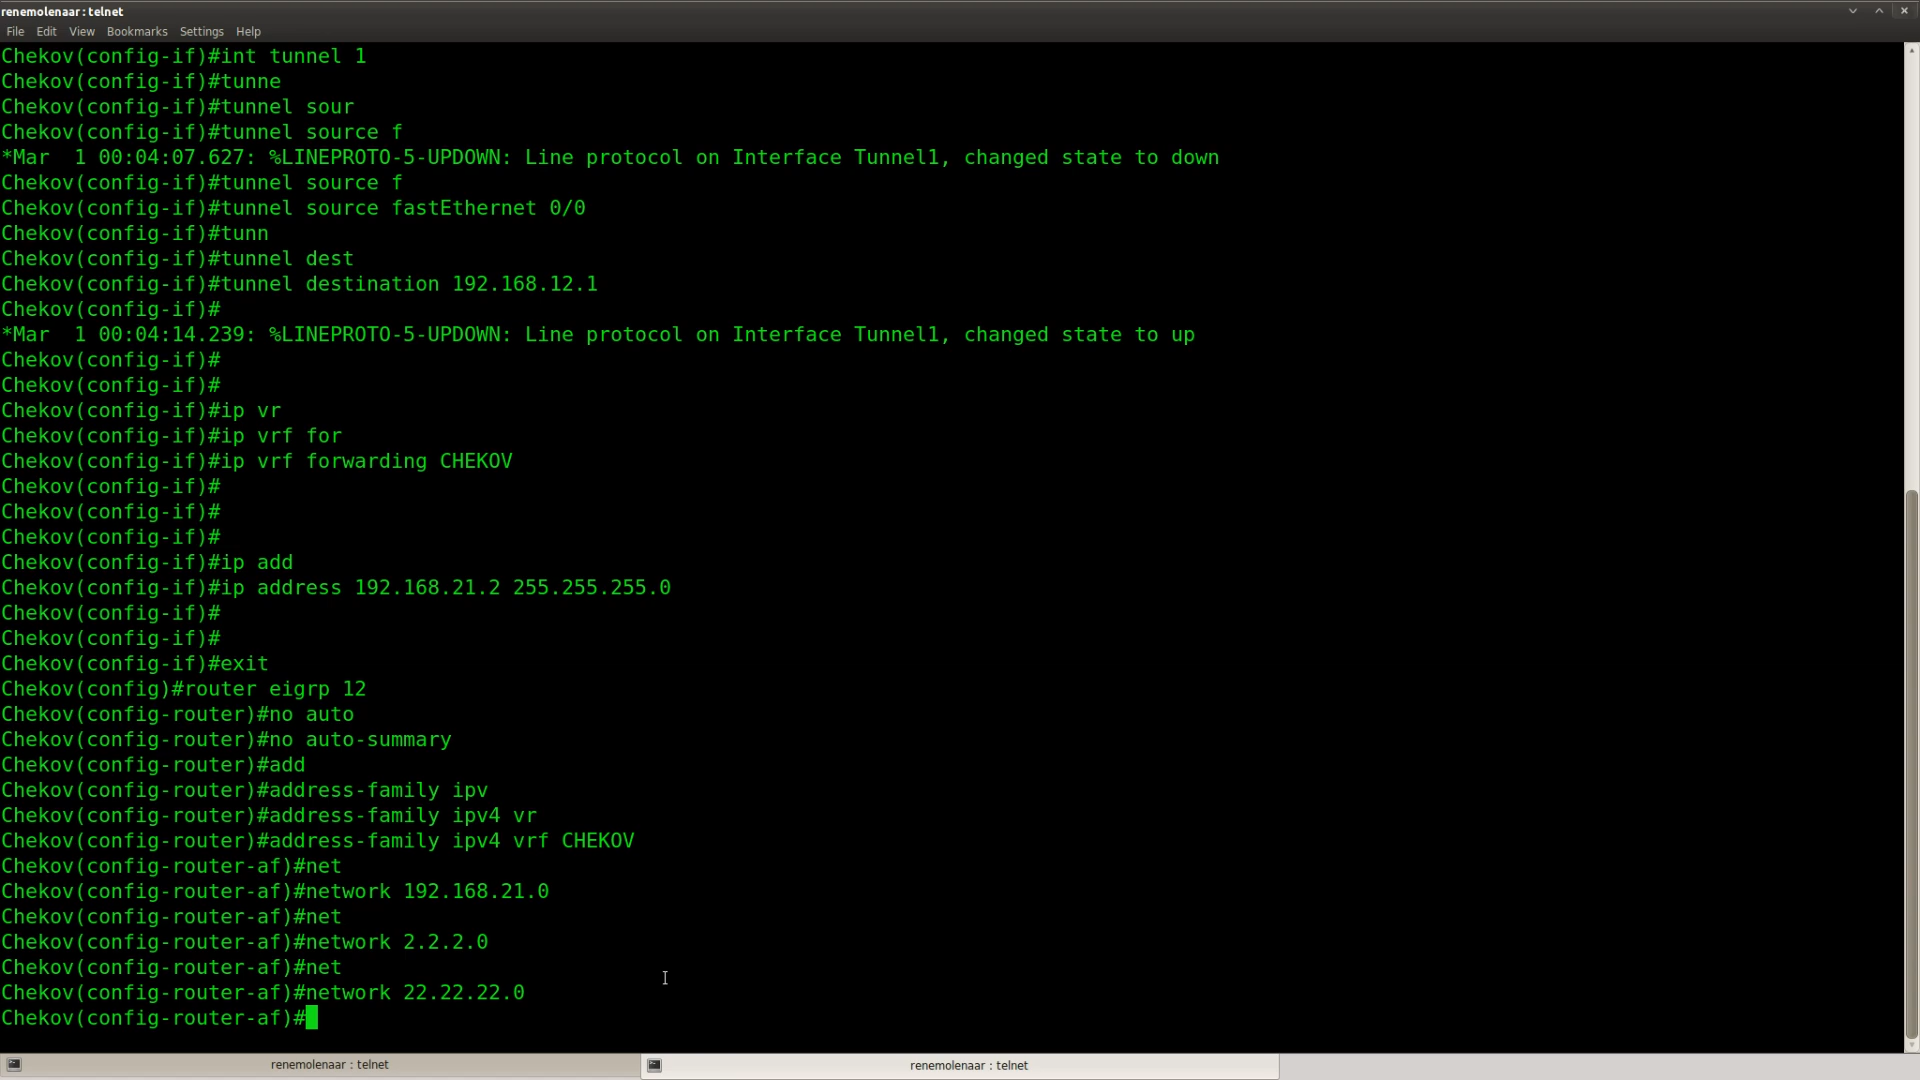 renemolenaar : telnet
File Edit View Bookmarks Settings Help
Chekov(config-if)#int tunnel 1
Chekov(config-if)#tunne
Chekov(config-if)#tunnel sour
Chekov(config-if)#tunnel source f
*Mar  1 00:04:07.627: %LINEPROTO-5-UPDOWN: Line protocol on Interface Tunnel1, changed state to down
Chekov(config-if)#tunnel source f
Chekov(config-if)#tunnel source fastEthernet 0/0
Chekov(config-if)#tunn
Chekov(config-if)#tunnel dest
Chekov(config-if)#tunnel destination 192.168.12.1
Chekov(config-if)#
*Mar  1 00:04:14.239: %LINEPROTO-5-UPDOWN: Line protocol on Interface Tunnel1, changed state to up
Chekov(config-if)#
Chekov(config-if)#
Chekov(config-if)#ip vr
Chekov(config-if)#ip vrf for
Chekov(config-if)#ip vrf forwarding CHEKOV
Chekov(config-if)#
Chekov(config-if)#
Chekov(config-if)#
Chekov(config-if)#ip add
Chekov(config-if)#ip address 192.168.21.2 255.255.255.0
Chekov(config-if)#
Chekov(config-if)#
Chekov(config-if)#exit
Chekov(config)#router eigrp 12
Chekov(config-router)#no auto
Chekov(config-router)#no auto-summary
Chekov(config-router)#add
Chekov(config-router)#address-family ipv
Chekov(config-router)#address-family ipv4 vr
Chekov(config-router)#address-family ipv4 vrf CHEKOV
Chekov(config-router-af)#net
Chekov(config-router-af)#network 192.168.21.0
Chekov(config-router-af)#net
Chekov(config-router-af)#network 2.2.2.0
Chekov(config-router-af)#net
Chekov(config-router-af)#network 22.22.22.0
Chekov(config-router-af)#
renemolenaar : telnet
renemolenaar : telnet